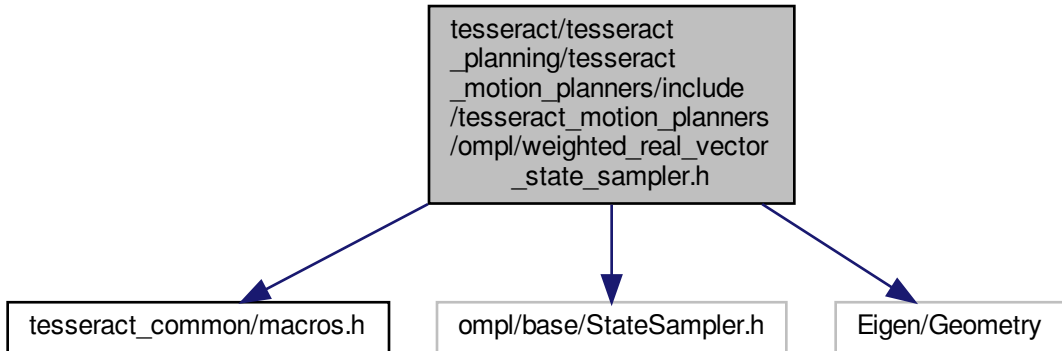 tesseract/tesseract
_planning/tesseract
_motion_planners/include
/tesseract_motion_planners
/ompl/weighted_real_vector
_state_sampler.h
tesseract_common/macros.h
ompl/base/StateSampler.h
Eigen/Geometry